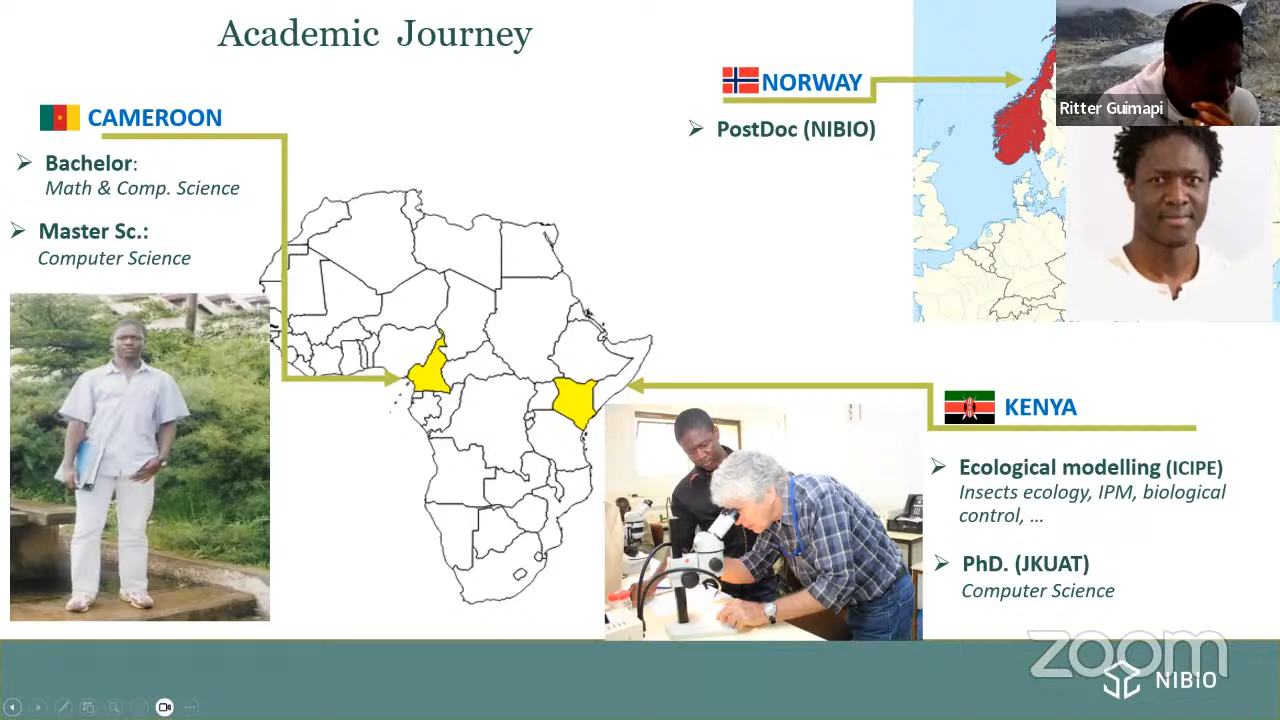 Academic Journey
CAMEROON
Bachelor:
Math & Comp. Science
Master Sc.:
Computer Science
NORWAY
PostDoc (NIBIO)
Ritter Guimapi
KENYA
Ecological modelling (ICIPE)
Insects ecology, IPM, biological
control, ...
PhD. (JKUAT)
Computer Science
zoom
NIBIO